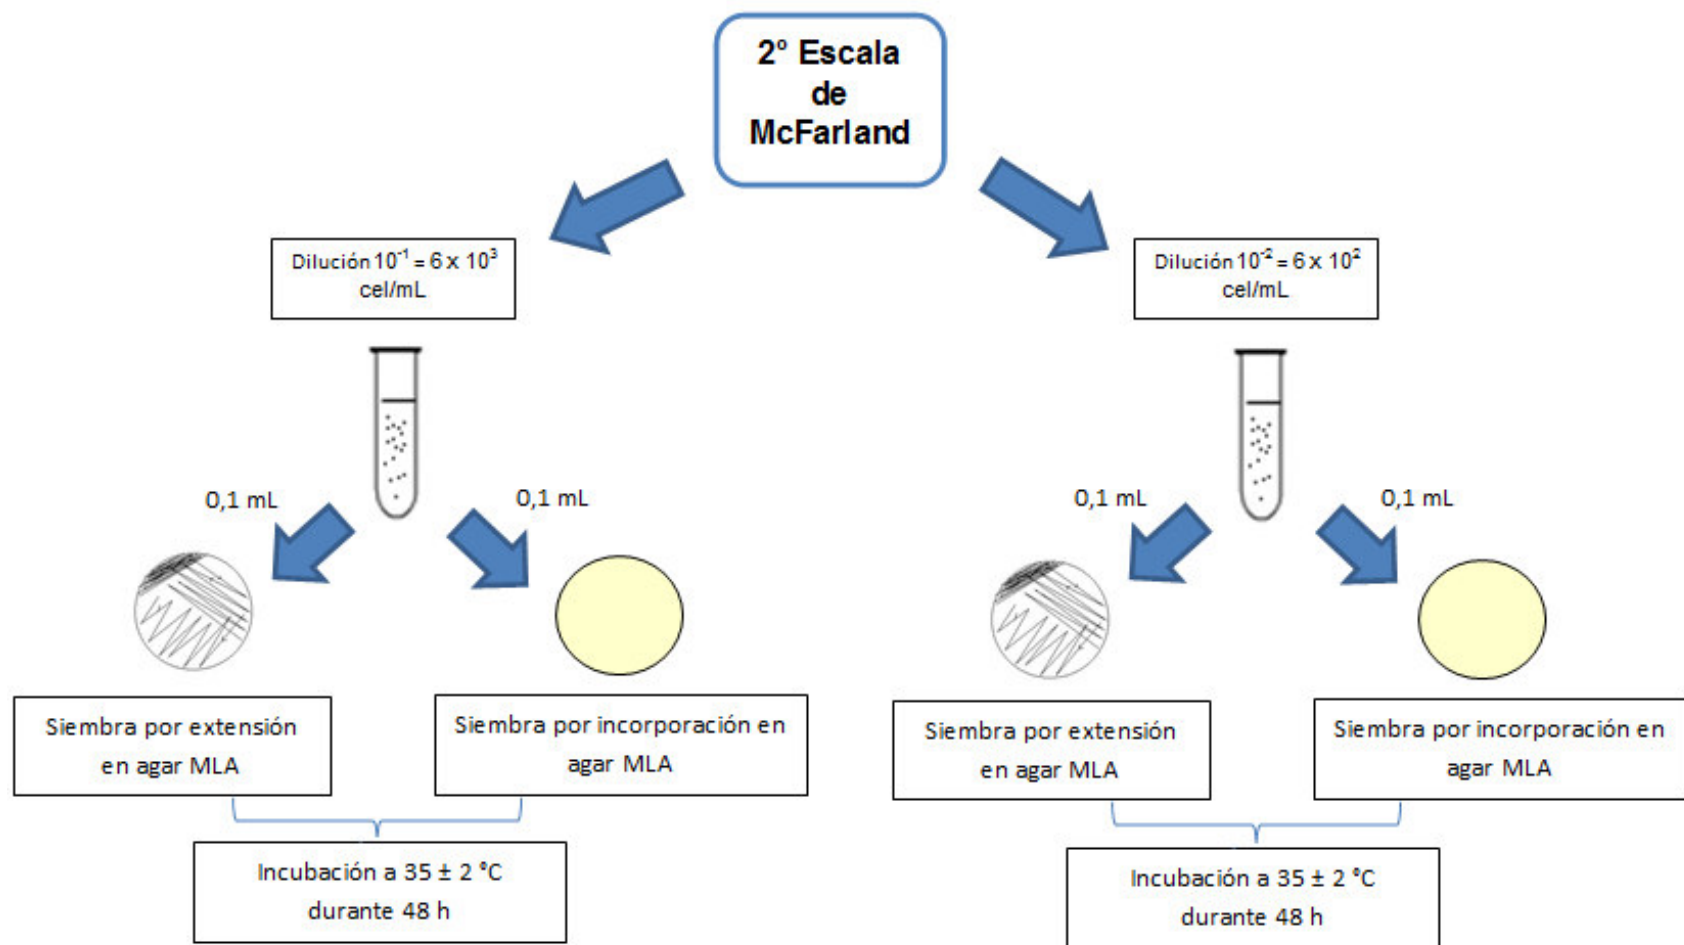 2° Escala
de
McFarland
Dilución 10⁻¹ = 6 x 10³
cel/mL
Dilución 10⁻² = 6 x 10²
cel/mL
0,1 mL
0,1 mL
0,1 mL
0,1 mL
Siembra por extensión
en agar MLA
Siembra por incorporación en
agar MLA
Siembra por extensión
en agar MLA
Siembra por incorporación en
agar MLA
Incubación a 35 ± 2 °C
durante 48 h
Incubación a 35 ± 2 °C
durante 48 h